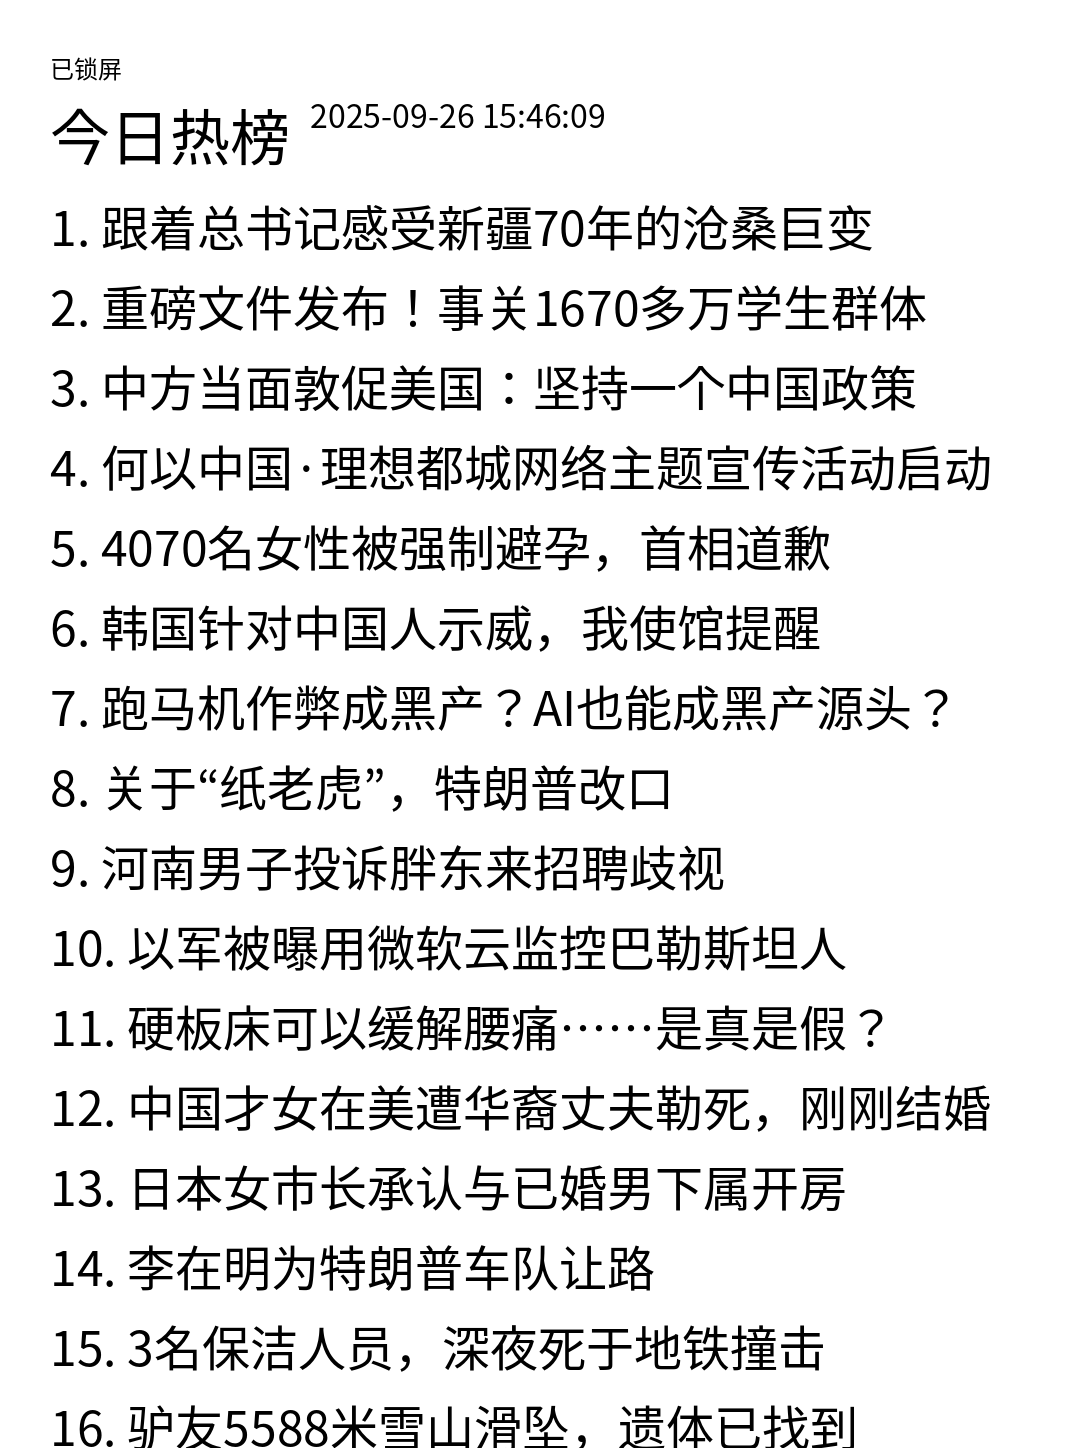 已锁屏
今日热榜 2025-09-26 15:46:09
1. 跟着总书记感受新疆70年的沧桑巨变
2. 重磅文件发布！事关1670多万学生群体
3. 中方当面敦促美国：坚持一个中国政策
4. 何以中国·理想都城网络主题宣传活动启动
5. 4070名女性被强制避孕，首相道歉
6. 韩国针对中国人示威，我使馆提醒
7. 跑马机作弊成黑产？AI也能成黑产源头？
8. 关于“纸老虎”，特朗普改口
9. 河南男子投诉胖东来招聘歧视
10. 以军被曝用微软云监控巴勒斯坦人
11. 硬板床可以缓解腰痛……是真是假？
12. 中国才女在美遭华裔丈夫勒死，刚刚结婚
13. 日本女市长承认与已婚男下属开房
14. 李在明为特朗普车队让路
15. 3名保洁人员，深夜死于地铁撞击
16. 驴友5588米雪山滑坠，遗体已找到